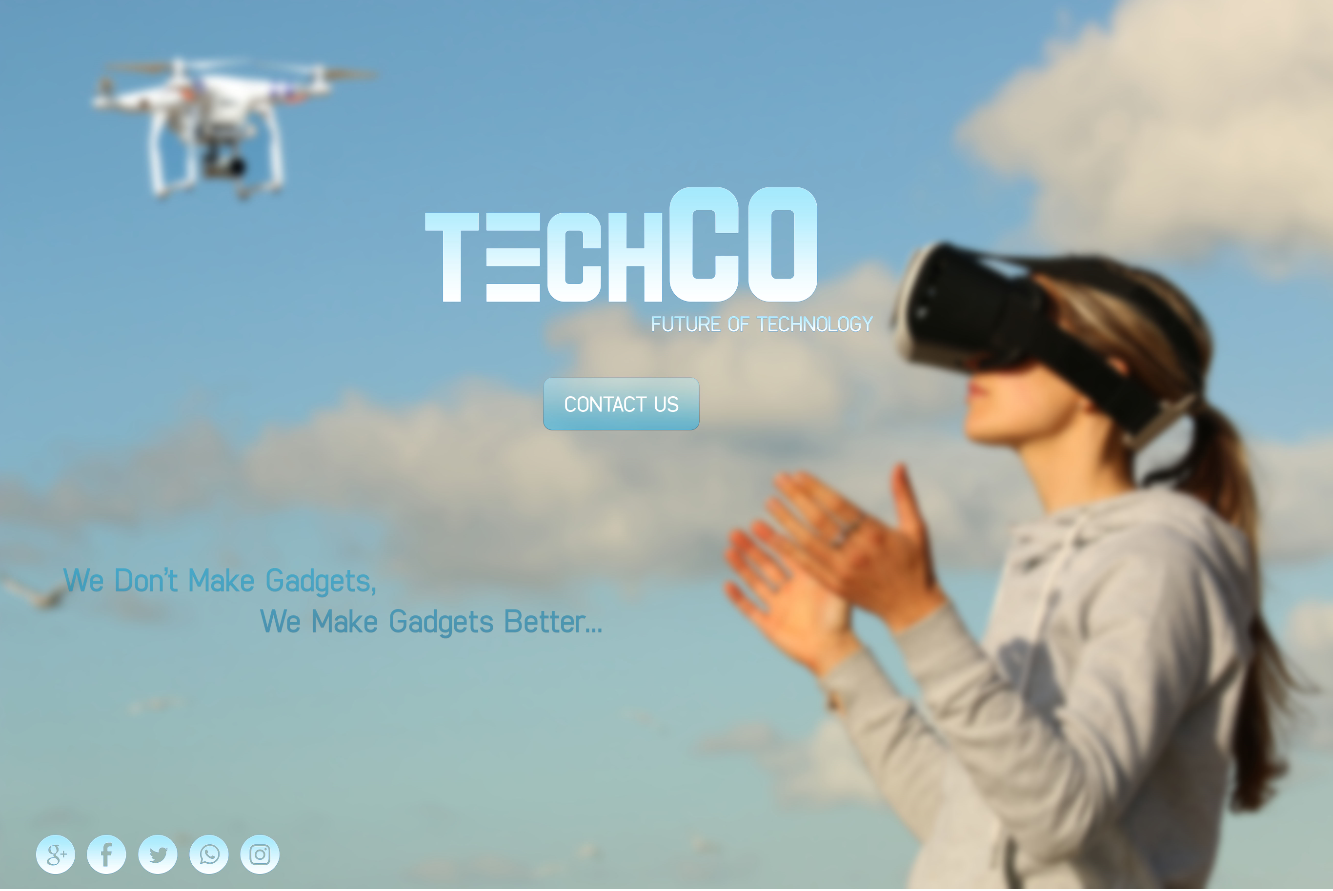 TECHCO
FUTURE OF TECHNOLOGY
CONTACT US
We Don't Make Gadgets,
We Make Gadgets Better...
g+